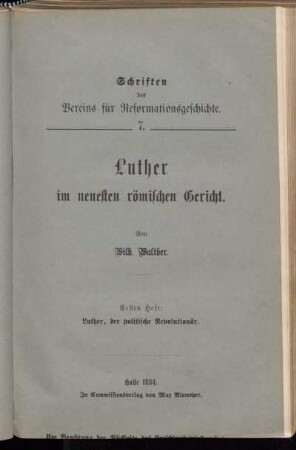 Schriften
des
Vereins für Reformationsgeschichte.
7.
Luther
im neuesten römischen Gericht.
Von
Wilh. Walther.
Erstes Heft:
Luther, der politische Revolutionär.
Halle 1884.
In Commissionsverlag von Max Niemeyer.